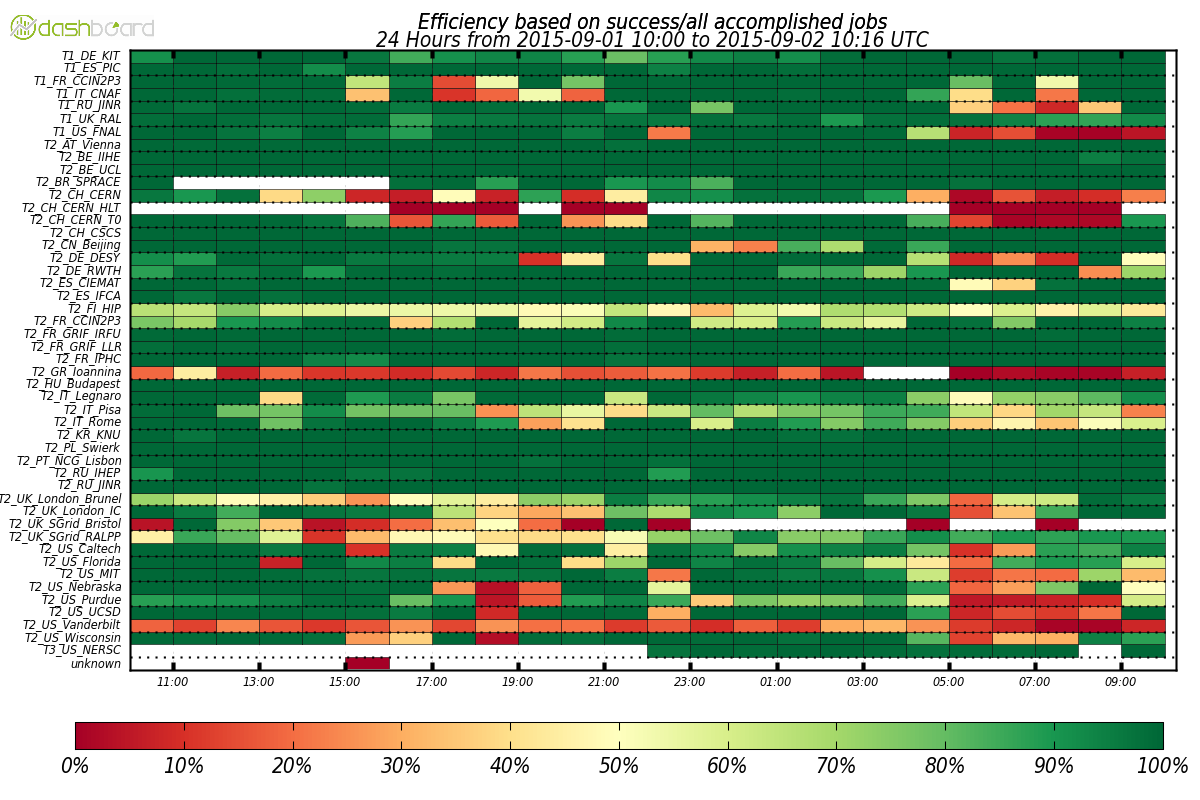 dashboard
Efficiency based on success/all accomplished jobs
24 Hours from 2015-09-01 10:00 to 2015-09-02 10:16 UTC
T1_DE_KIT
T1_ES_PIC
T1_FR_CCIN2P3
T1_IT_CNAF
T1_RU_JINR
T1_UK_RAL
T1_US_FNAL
T2_AT_Vienna
T2_BE_IIHE
T2_BE_UCL
T2_BR_SPRACE
T2_CH_CERN
T2_CH_CERN_HLT
T2_CH_CERN_T0
T2_CH_CSCS
T2_CN_Beijing
T2_DE_DESY
T2_DE_RWTH
T2_ES_CIEMAT
T2_ES_IFCA
T2_FI_HIP
T2_FR_CCIN2P3
T2_FR_GRIF_IRFU
T2_FR_GRIF_LLR
T2_FR_IPHC
T2_GR_Ioannina
T2_HU_Budapest
T2_IT_Legnaro
T2_IT_Pisa
T2_IT_Rome
T2_KR_KNU
T2_PL_Swierk
T2_PT_NCG_Lisbon
T2_RU_IHEP
T2_RU_JINR
T2_UK_London_Brunel
T2_UK_London_IC
T2_UK_SGrid_Bristol
T2_UK_SGrid_RALPP
T2_US_Caltech
T2_US_Florida
T2_US_MIT
T2_US_Nebraska
T2_US_Purdue
T2_US_UCSD
T2_US_Vanderbilt
T2_US_Wisconsin
T3_US_NERSC
unknown
11:00 13:00 15:00 17:00 19:00 21:00 23:00 01:00 03:00 05:00 07:00 09:00
0% 10% 20% 30% 40% 50% 60% 70% 80% 90% 100%